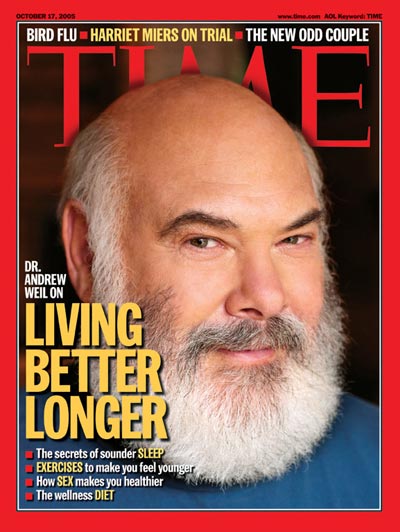 OCTOBER 17, 2005 www.time.com AOL Keyword: TIME
BIRD FLU ■ HARRIET MIERS ON TRIAL ■ THE NEW ODD COUPLE
TIME
DR.
ANDREW
WEIL ON
LIVING
BETTER
LONGER
■ The secrets of sounder SLEEP
■ EXERCISES to make you feel younger
■ How SEX makes you healthier
■ The wellness DIET